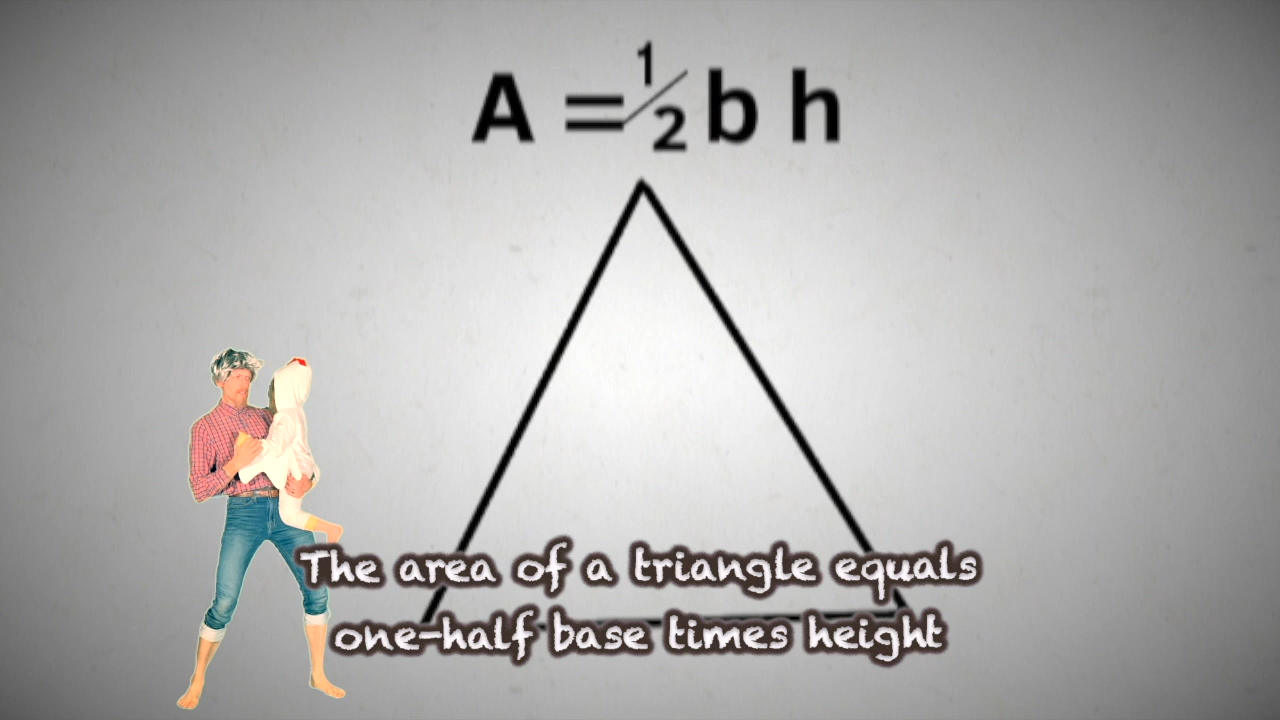 A = ½ b h
The area of a triangle equals
one-half base times height